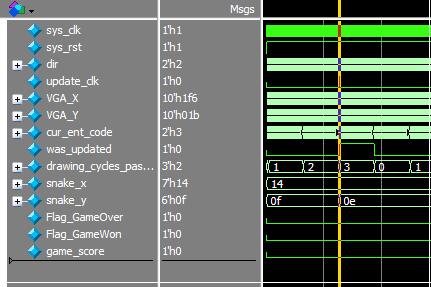 Msgs
sys_clk 1'h1
sys_rst 1'h1
dir 2'h2
update_clk 1'h0
VGA_X 10'h1f6
VGA_Y 10'h01b
cur_ent_code 2'h3
was_updated 1'h0
drawing_cycles_pas... 3'h2 1 2 3 0 1
snake_x 7'h14 14
snake_y 6'h0f 0f 0e
Flag_GameOver 1'h0
Flag_GameWon 1'h0
game_score 1'h0